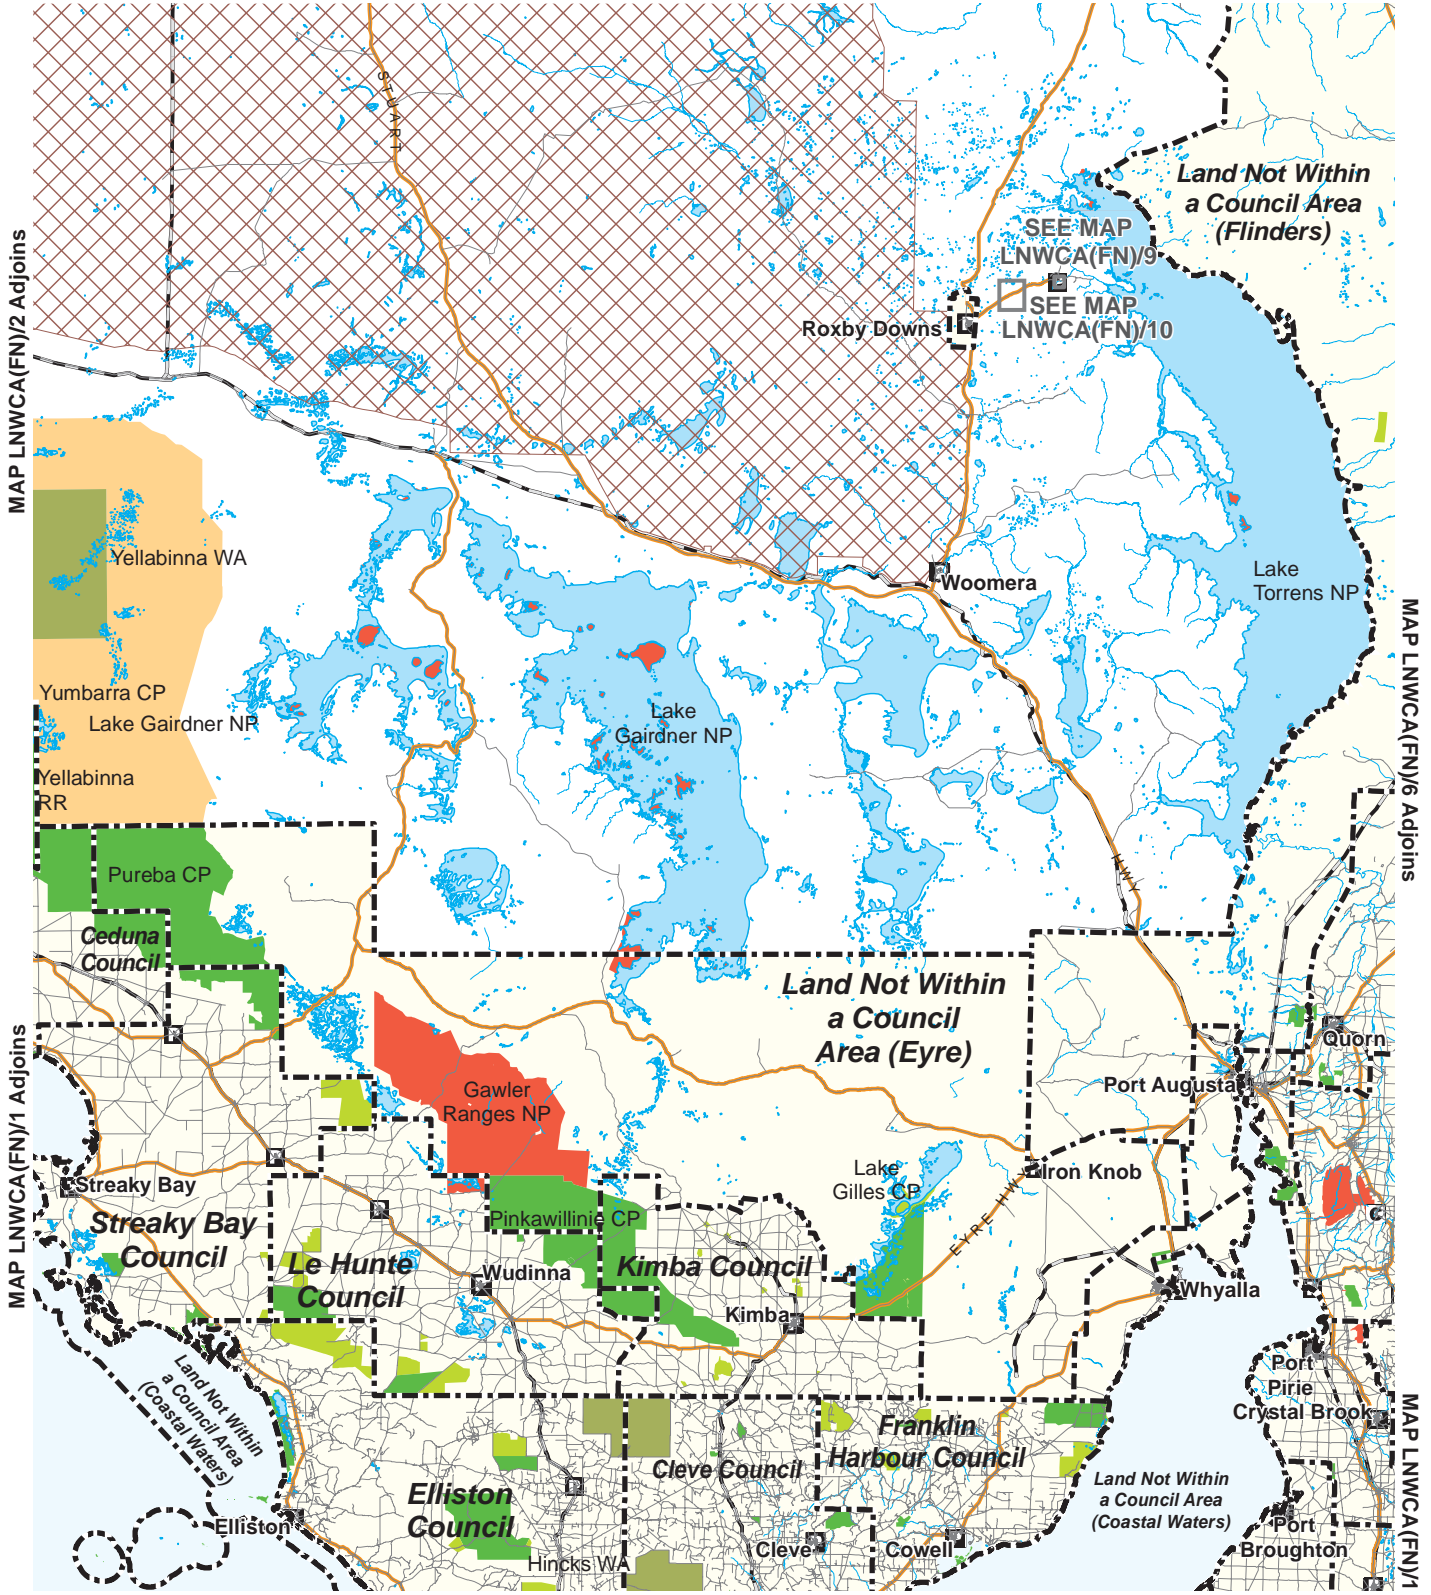 STUART
Land Not Within
a Council Area
(Flinders)
SEE MAP
LNWCA(FN)/9
SEE MAP
LNWCA(FN)/10
Roxby Downs
MAP LNWCA(FN)/2 Adjoins
Yellabinna WA
Woomera
Lake
Torrens NP
MAP LNWCA(FN)/6 Adjoins
Yumbarra CP
Lake Gairdner NP
Lake
Gairdner NP
Yellabinna
RR
HWY
Pureba CP
Ceduna
Council
Land Not Within
a Council
Area (Eyre)
MAP LNWCA(FN)/1 Adjoins
Quorn
Port Augusta
Gawler
Ranges NP
Lake
Gilles CP
Iron Knob
EYRE HWY
Streaky Bay
Streaky Bay
Council
Pinkawillinie CP
C
Le Hunte
Council
Wudinna
Kimba Council
Whyalla
Kimba
Land Not Within
a Council Area
(Coastal Waters)
Port
Pirie
Crystal Brook
MAP LNWCA(FN)/1
Franklin
Harbour Council
Cleve Council
Land Not Within
a Council Area
(Coastal Waters)
Elliston
Council
Elliston
Hincks WA
Cleve
Cowell
Port
Broughton